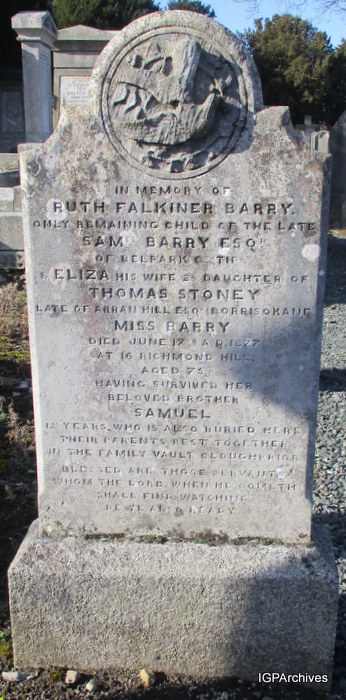 IN MEMORY OF
RUTH FALKINER BARRY.
ONLY REMAINING CHILD OF THE LATE
SAML BARRY ESQR
OF BELPARK
& ELIZA HIS WIFE 2D DAUGHTER OF
THOMAS STONEY
LATE OF ARRAN HILL ESQR BORRISOKANE
MISS BARRY
DIED JUNE 17TH A.D. 1877
AT 16 RICHMOND HILL,
AGED 75
HAVING SURVIVED HER
BELOVED BROTHER
SAMUEL
YEARS, WHO IS ALSO BURIED HERE
THEIR PARENTS REST TOGETHER
IN THE FAMILY VAULT CLOUGHPRIOR
BLESSED ARE THOSE SERVANTS
WHOM THE LORD, WHEN HE COMETH
SHALL FIND WATCHING
BE YE ALSO READY
IGPArchives